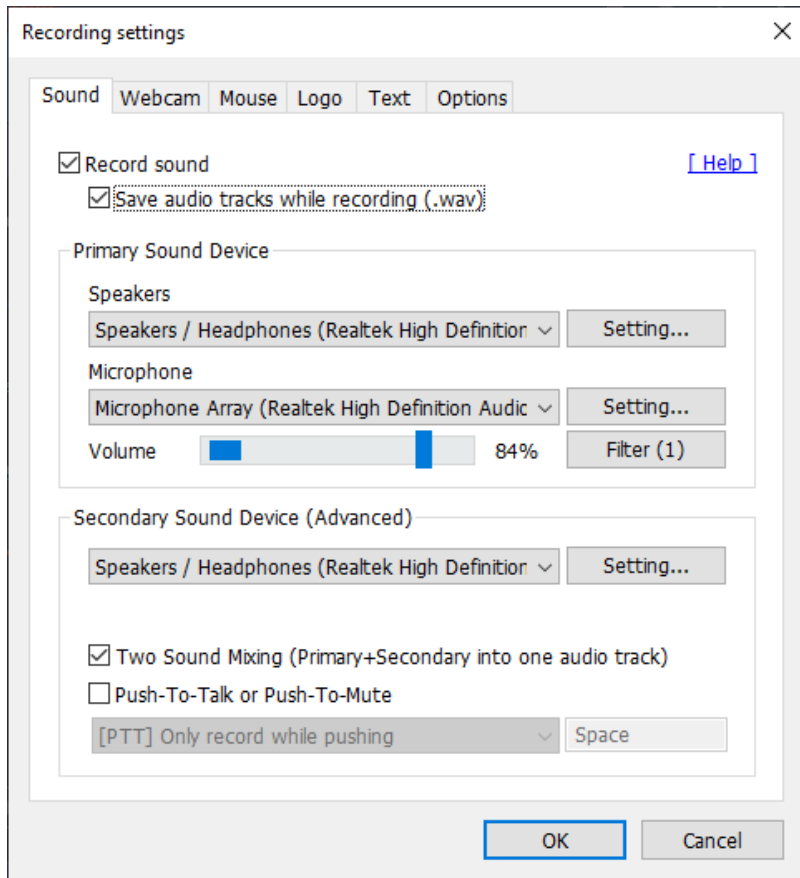 Recording settings
Sound Webcam Mouse Logo Text Options
Record sound [ Help ]
Save audio tracks while recording (.wav)
Primary Sound Device
Speakers
Speakers / Headphones (Realtek High Definition Setting...
Microphone
Microphone Array (Realtek High Definition Audic Setting...
Volume 84% Filter (1)
Secondary Sound Device (Advanced)
Speakers / Headphones (Realtek High Definition Setting...
Two Sound Mixing (Primary+Secondary into one audio track)
Push-To-Talk or Push-To-Mute
[PTT] Only record while pushing Space
OK Cancel